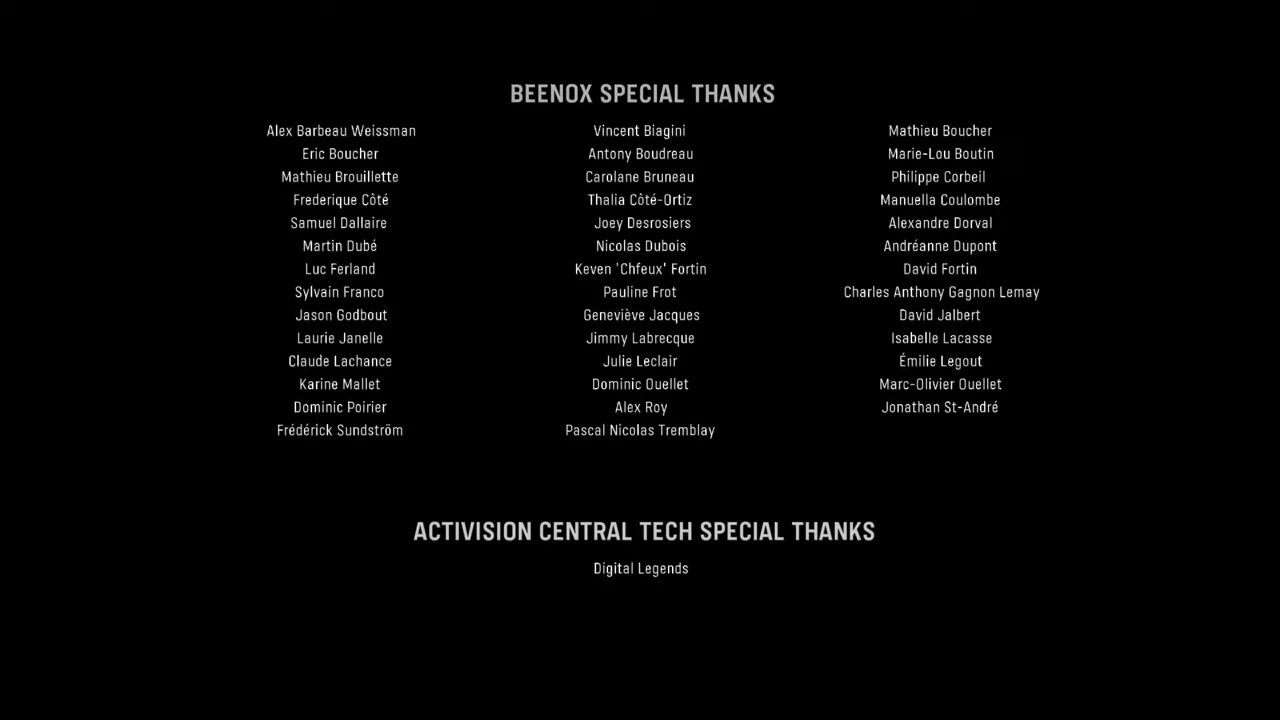 BEENOX SPECIAL THANKS
Alex Barbeau Weissman Vincent Biagini Mathieu Boucher
Eric Boucher Antony Boudreau Marie-Lou Boutin
Mathieu Brouillette Carolane Bruneau Philippe Corbeil
Frederique Côté Thalia Côté-Ortiz Manuella Coulombe
Samuel Dallaire Joey Desrosiers Alexandre Dorval
Martin Dubé Nicolas Dubois Andréanne Dupont
Luc Ferland Keven 'Chfeux' Fortin David Fortin
Sylvain Franco Pauline Frot Charles Anthony Gagnon Lemay
Jason Godbout Geneviève Jacques David Jalbert
Laurie Janelle Jimmy Labrecque Isabelle Lacasse
Claude Lachance Julie Leclair Émilie Legout
Karine Mallet Dominic Ouellet Marc-Olivier Ouellet
Dominic Poirier Alex Roy Jonathan St-André
Frédérick Sundström Pascal Nicolas Tremblay
ACTIVISION CENTRAL TECH SPECIAL THANKS
Digital Legends